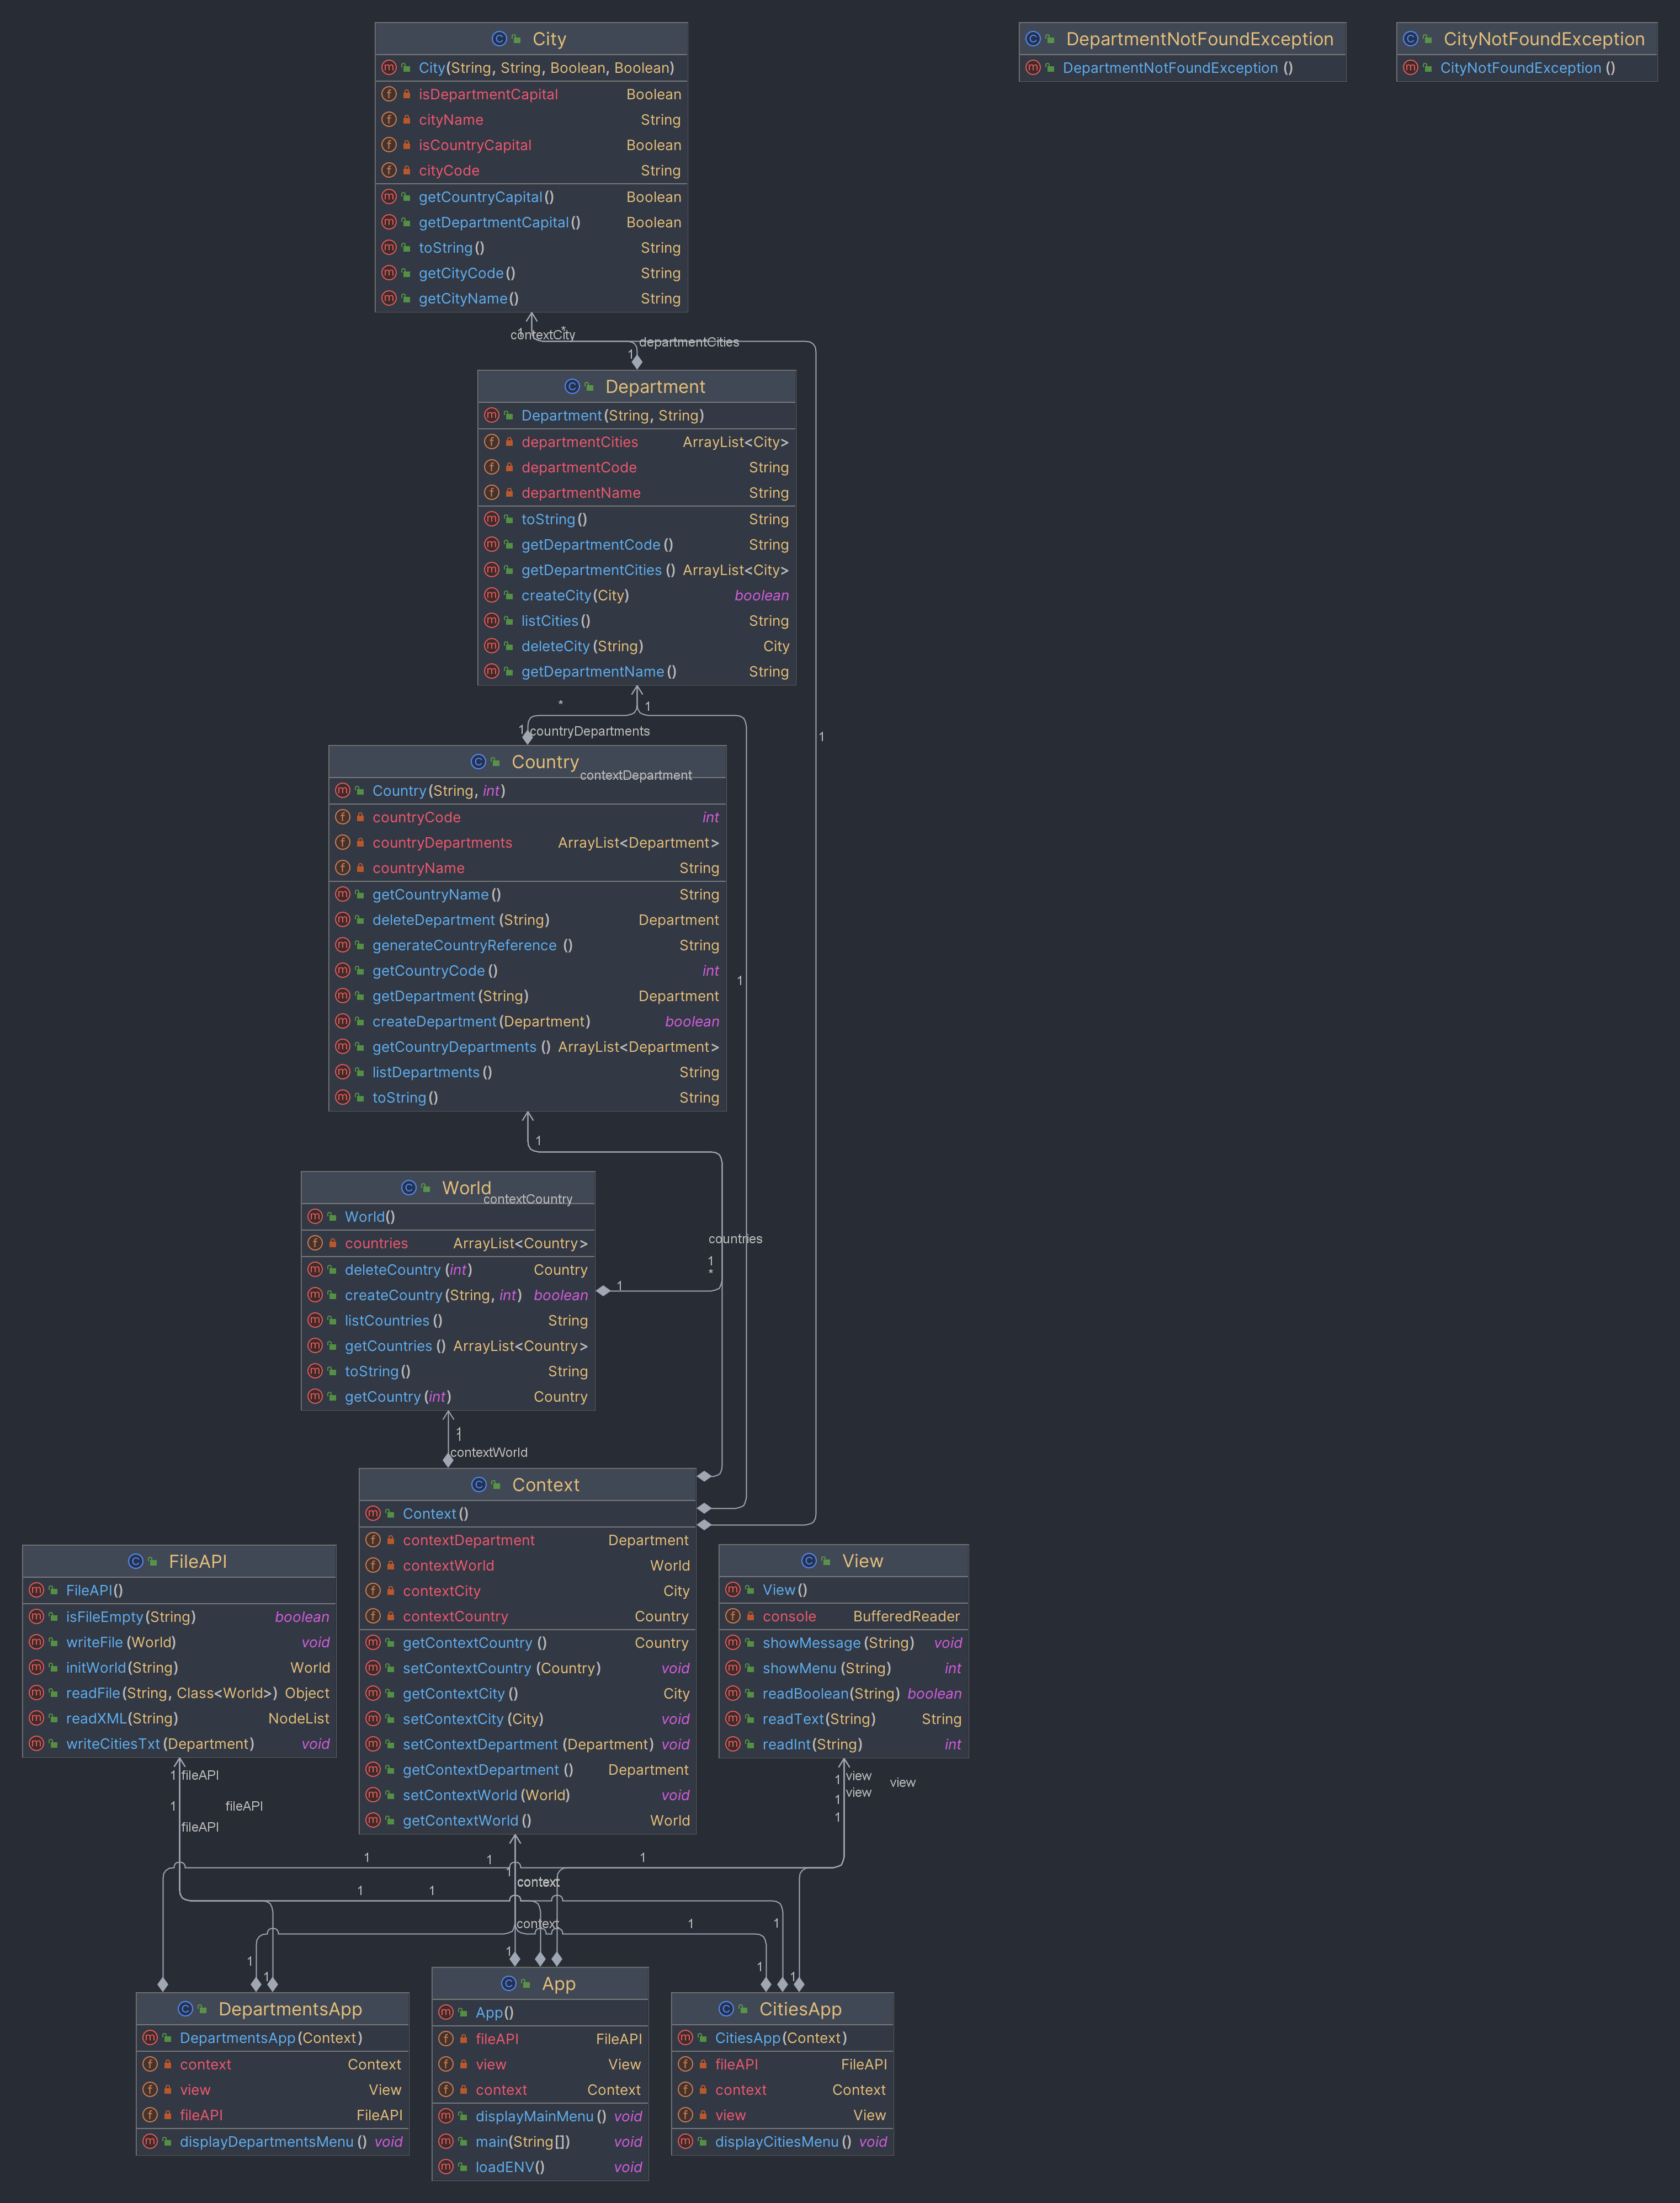 City
City(String, String, Boolean, Boolean)
isDepartmentCapital Boolean
cityName String
isCountryCapital Boolean
cityCode String
getCountryCapital() Boolean
getDepartmentCapital() Boolean
toString() String
getCityCode() String
getCityName() String
DepartmentNotFoundException
DepartmentNotFoundException ()
CityNotFoundException
CityNotFoundException ()
1 *
contextCity
departmentCities
1
Department
Department(String, String)
departmentCities ArrayList<City>
departmentCode String
departmentName String
toString() String
getDepartmentCode () String
getDepartmentCities () ArrayList<City>
createCity(City) boolean
listCities() String
deleteCity(String) City
getDepartmentName() String
* 1
1 countryDepartments
1
Country
contextDepartment
Country(String, int)
countryCode int
countryDepartments ArrayList<Department>
countryName String
getCountryName() String
deleteDepartment (String) Department
generateCountryReference () String
getCountryCode() int
getDepartment(String) Department
createDepartment(Department) boolean
getCountryDepartments () ArrayList<Department>
listDepartments() String
toString() String
1
1
World
contextCountry
World()
countries ArrayList<Country>
deleteCountry (int) Country
createCountry(String, int) boolean
listCountries () String
getCountries () ArrayList<Country>
toString() String
getCountry(int) Country
countries
1
*
1
1
1
contextWorld
Context
Context()
contextDepartment Department
contextWorld World
contextCity City
contextCountry Country
getContextCountry () Country
setContextCountry (Country) void
getContextCity () City
setContextCity (City) void
setContextDepartment (Department) void
getContextDepartment () Department
setContextWorld (World) void
getContextWorld () World
FileAPI
FileAPI()
isFileEmpty(String) boolean
writeFile (World) void
initWorld(String) World
readFile(String, Class<World>) Object
readXML(String) NodeList
writeCitiesTxt(Department) void
View
View()
console BufferedReader
showMessage(String) void
showMenu (String) int
readBoolean(String) boolean
readText(String) String
readInt(String) int
1 fileAPI
1 fileAPI
fileAPI
1 view
view
view
1
1
1 1 1
1
context
1 1
context
1 1
1 1
1
1 1
DepartmentsApp
DepartmentsApp(Context)
context Context
view View
fileAPI FileAPI
displayDepartmentsMenu () void
App
App()
fileAPI FileAPI
view View
context Context
displayMainMenu () void
main(String[]) void
loadENV() void
CitiesApp
CitiesApp(Context)
fileAPI FileAPI
context Context
view View
displayCitiesMenu () void